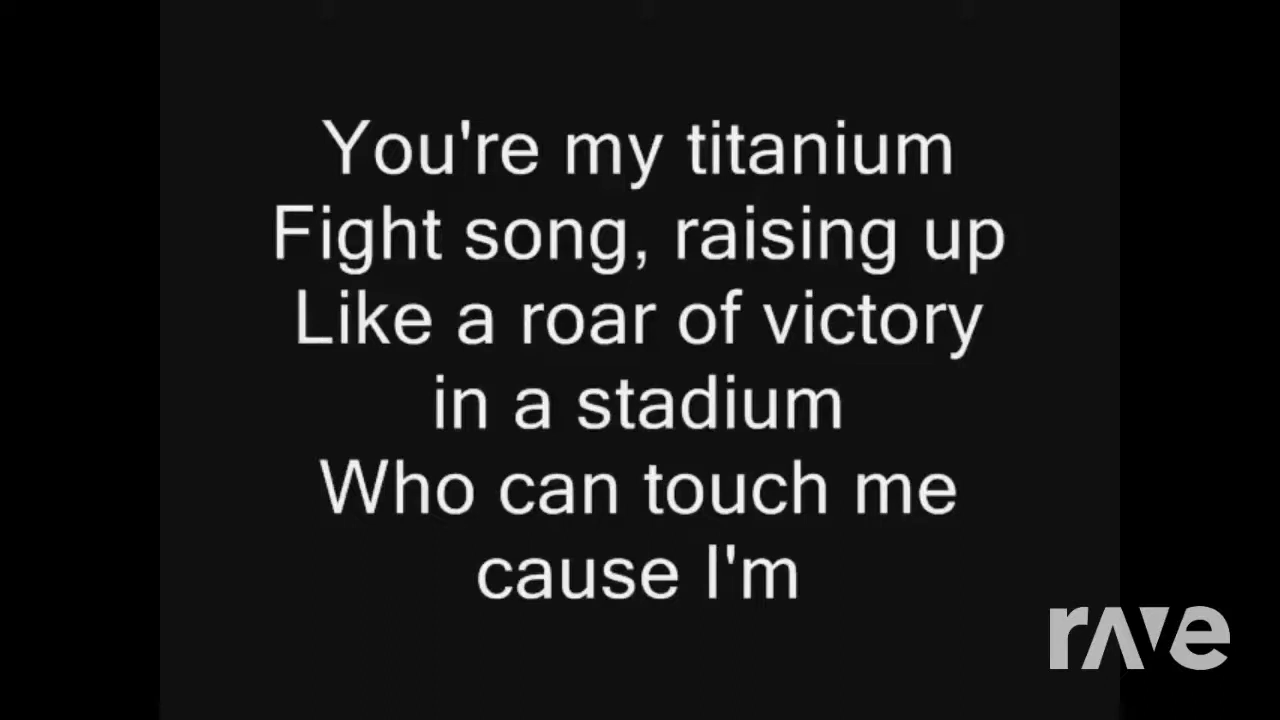 You're my titanium
Fight song, raising up
Like a roar of victory
in a stadium
Who can touch me
cause I'm
rave